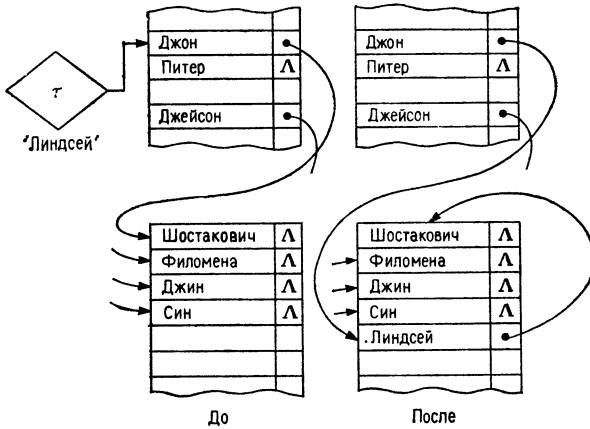 Джон
Питер Λ
Джейсон
τ
"Линдсей"
Джон
Питер Λ
Джейсон
Шостакович Λ
Филомена Λ
Джин Λ
Син Λ
До
Шостакович Λ
Филомена Λ
Джин Λ
Син Λ
.Линдсей
После